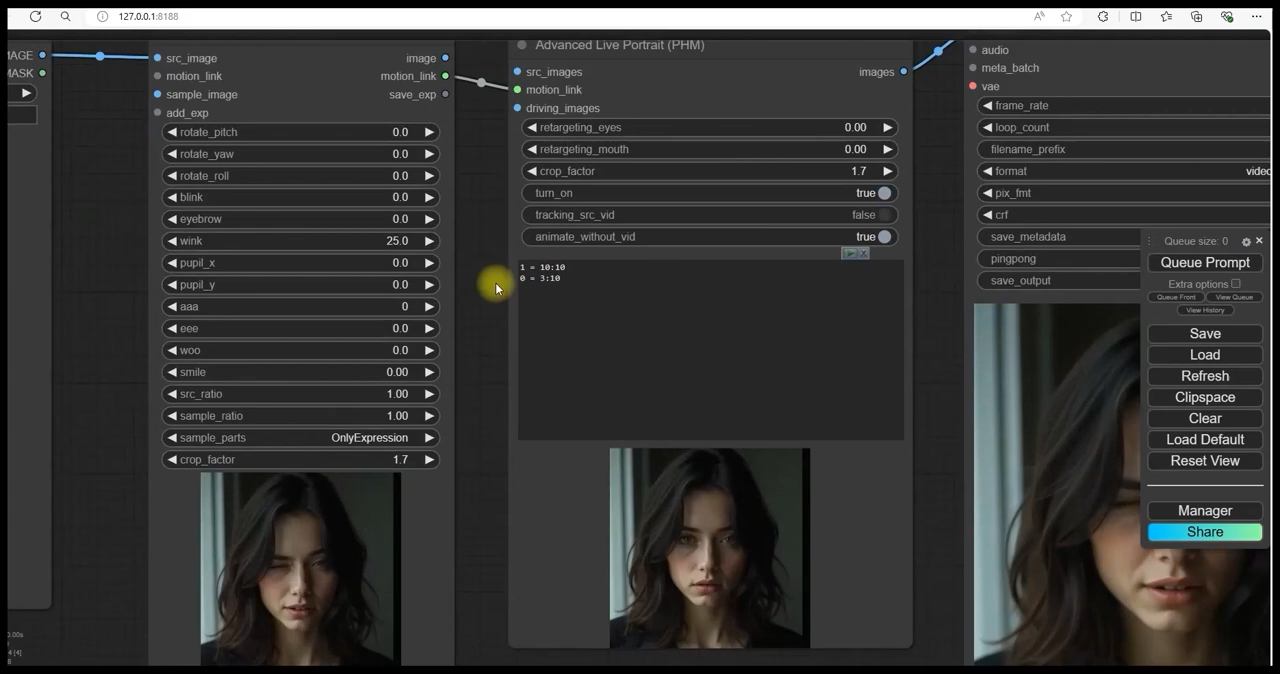 127.0.0.1:8188
MAGE
MASK
src_image
image
motion_link
motion_link
sample_image
save_exp
add_exp
rotate_pitch 0.0
rotate_yaw 0.0
rotate_roll 0.0
blink 0.0
eyebrow 0.0
wink 25.0
pupil_x 0.0
pupil_y 0.0
aaa 0
eee 0.0
woo 0.0
smile 0.00
src_ratio 1.00
sample_ratio 1.00
sample_parts OnlyExpression
crop_factor 1.7
Advanced Live Portrait (PHM)
src_images
images
motion_link
driving_images
retargeting_eyes 0.00
retargeting_mouth 0.00
crop_factor 1.7
turn_on true
tracking_src_vid false
animate_without_vid true
1 = 10:10
0 = 3:10
audio
meta_batch
vae
frame_rate
loop_count
filename_prefix
format video
pix_fmt
crf
save_metadata
pingpong
save_output
Queue size: 0
Queue Prompt
Extra options
Queue Front
View Queue
View History
Save
Load
Refresh
Clipspace
Clear
Load Default
Reset View
Manager
Share